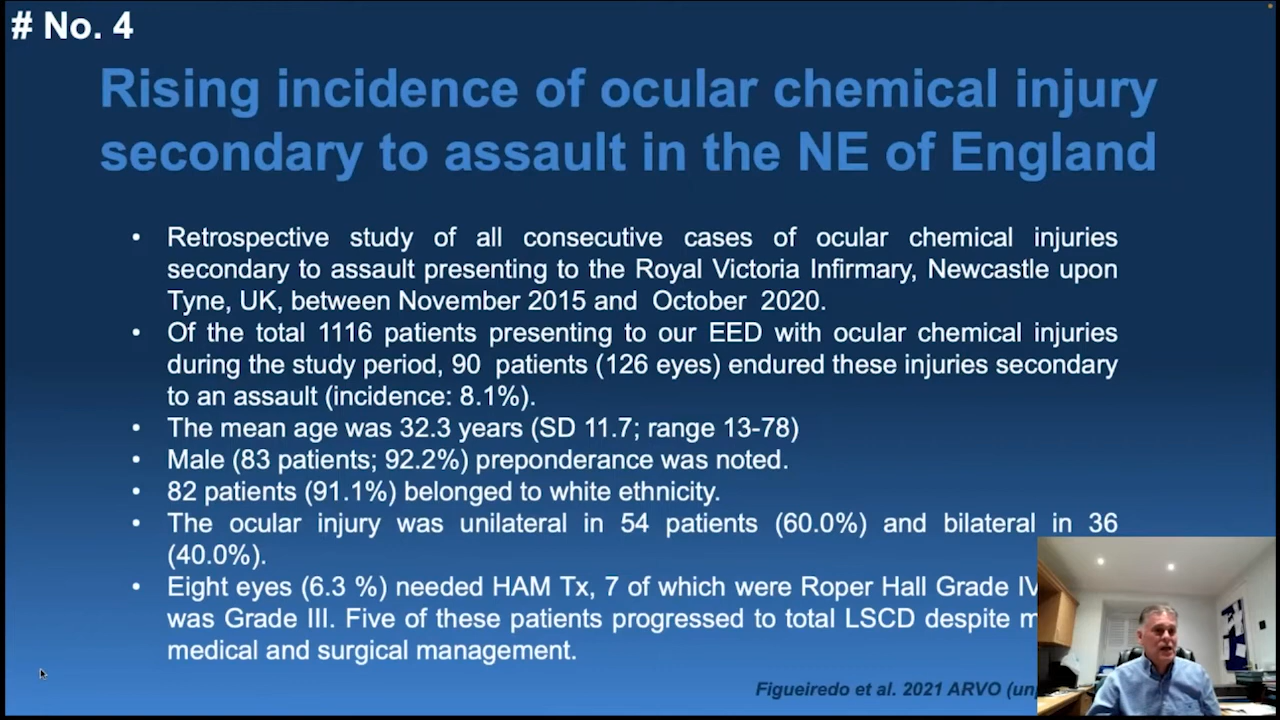 # No. 4
Rising incidence of ocular chemical injury
secondary to assault in the NE of England
• Retrospective study of all consecutive cases of ocular chemical injuries
secondary to assault presenting to the Royal Victoria Infirmary, Newcastle upon
Tyne, UK, between November 2015 and October 2020.
• Of the total 1116 patients presenting to our EED with ocular chemical injuries
during the study period, 90 patients (126 eyes) endured these injuries secondary
to an assault (incidence: 8.1%).
• The mean age was 32.3 years (SD 11.7; range 13-78)
• Male (83 patients; 92.2%) preponderance was noted.
• 82 patients (91.1%) belonged to white ethnicity.
• The ocular injury was unilateral in 54 patients (60.0%) and bilateral in 36
(40.0%).
• Eight eyes (6.3 %) needed HAM Tx, 7 of which were Roper Hall Grade IV
was Grade III. Five of these patients progressed to total LSCD despite
medical and surgical management.
Figueiredo et al. 2021 ARVO